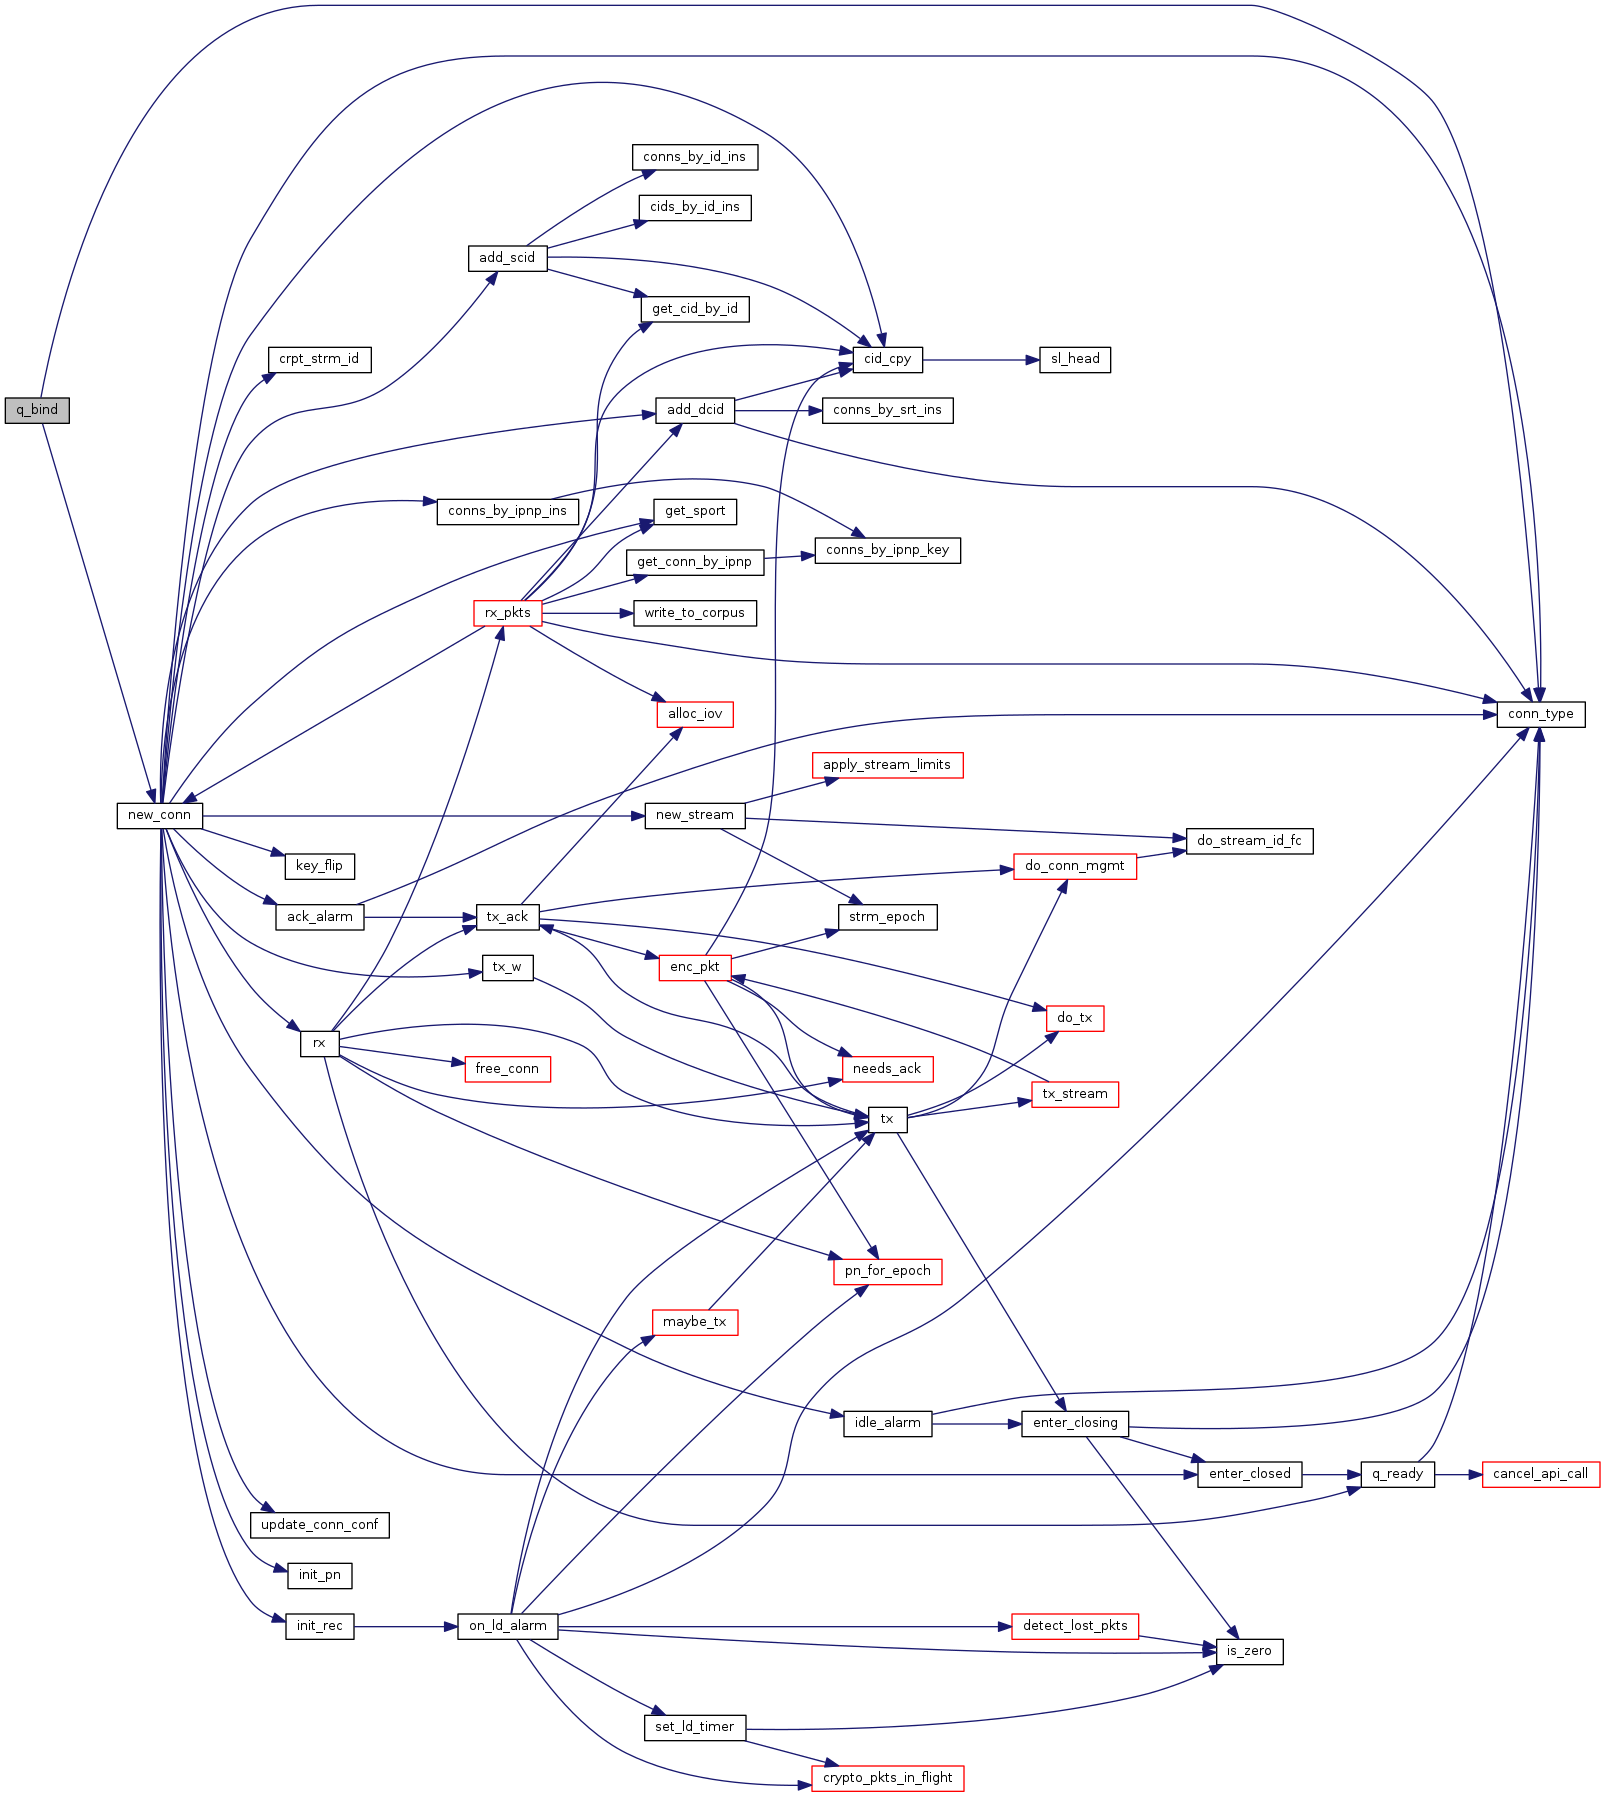 conns_by_id_ins
cids_by_id_ins
add_scid
get_cid_by_id
crpt_strm_id
cid_cpy
sl_head
q_bind
add_dcid
conns_by_srt_ins
conns_by_ipnp_ins
get_sport
conns_by_ipnp_key
get_conn_by_ipnp
rx_pkts
write_to_corpus
alloc_iov
conn_type
apply_stream_limits
new_conn
new_stream
do_stream_id_fc
key_flip
do_conn_mgmt
ack_alarm
tx_ack
strm_epoch
tx_w
enc_pkt
do_tx
rx
free_conn
needs_ack
tx_stream
tx
pn_for_epoch
maybe_tx
idle_alarm
enter_closing
enter_closed
q_ready
cancel_api_call
update_conn_conf
init_pn
init_rec
on_ld_alarm
detect_lost_pkts
is_zero
set_ld_timer
crypto_pkts_in_flight